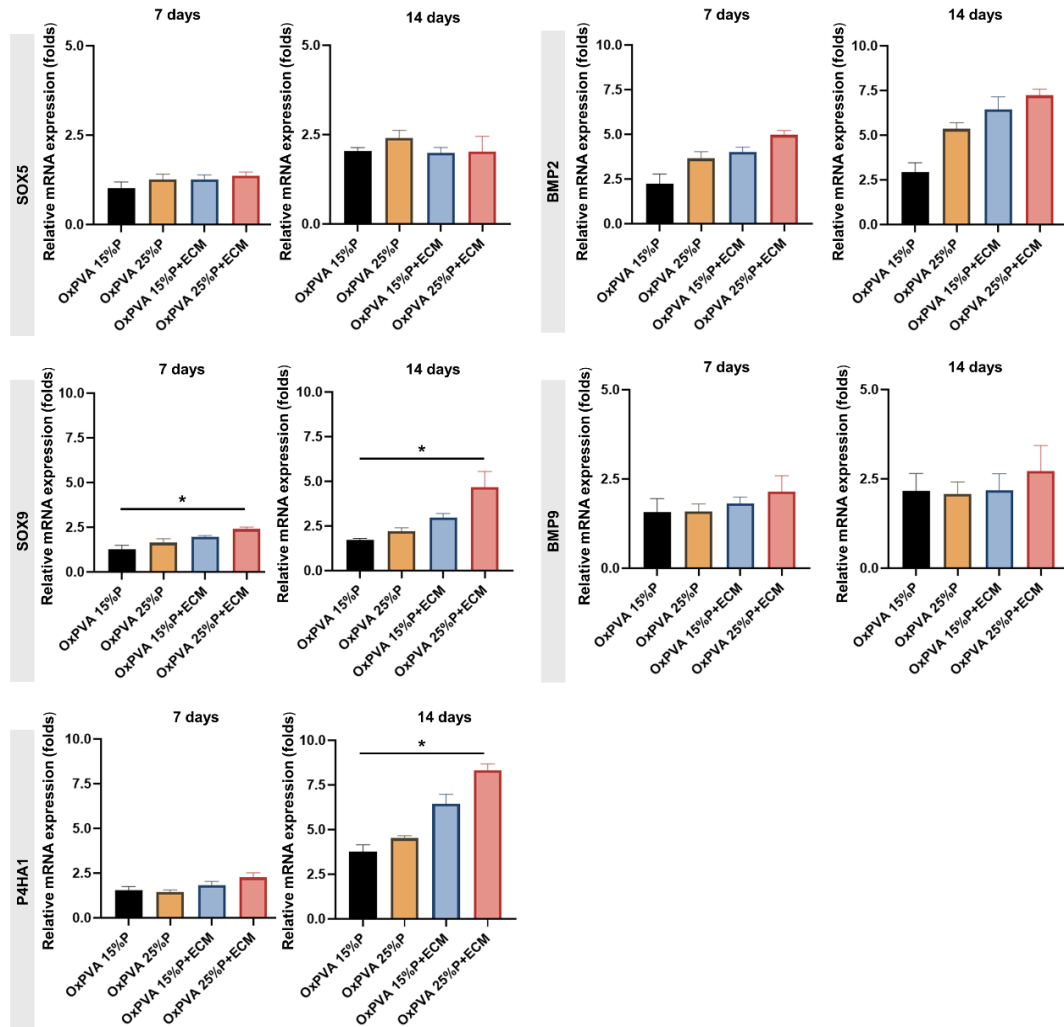 SOX5
7 days
Relative mRNA expression (folds)
5.0
2.5
0.0
OxPVA 15%P
OxPVA 25%P
OxPVA 15%P+ECM
OxPVA 25%P+ECM
14 days
Relative mRNA expression (folds)
5.0
2.5
0.0
OxPVA 15%P
OxPVA 25%P
OxPVA 15%P+ECM
OxPVA 25%P+ECM
BMP2
7 days
Relative mRNA expression (folds)
10.0
7.5
5.0
2.5
0.0
OxPVA 15%P
OxPVA 25%P
OxPVA 15%P+ECM
OxPVA 25%P+ECM
14 days
Relative mRNA expression (folds)
10.0
7.5
5.0
2.5
0.0
OxPVA 15%P
OxPVA 25%P
OxPVA 15%P+ECM
OxPVA 25%P+ECM
SOX9
7 days
Relative mRNA expression (folds)
10.0
7.5
5.0
2.5
0.0
*
OxPVA 15%P
OxPVA 25%P
OxPVA 15%P+ECM
OxPVA 25%P+ECM
14 days
Relative mRNA expression (folds)
10.0
7.5
5.0
2.5
0.0
*
OxPVA 15%P
OxPVA 25%P
OxPVA 15%P+ECM
OxPVA 25%P+ECM
BMP9
7 days
Relative mRNA expression (folds)
5.0
2.5
0.0
OxPVA 15%P
OxPVA 25%P
OxPVA 15%P+ECM
OxPVA 25%P+ECM
14 days
Relative mRNA expression (folds)
5.0
2.5
0.0
OxPVA 15%P
OxPVA 25%P
OxPVA 15%P+ECM
OxPVA 25%P+ECM
P4HA1
7 days
Relative mRNA expression (folds)
10.0
7.5
5.0
2.5
0.0
OxPVA 15%P
OxPVA 25%P
OxPVA 15%P+ECM
OxPVA 25%P+ECM
14 days
Relative mRNA expression (folds)
10.0
7.5
5.0
2.5
0.0
*
OxPVA 15%P
OxPVA 25%P
OxPVA 15%P+ECM
OxPVA 25%P+ECM